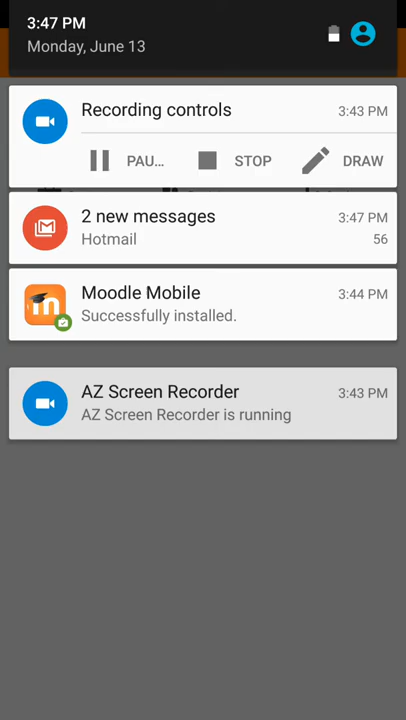 3:47 PM
Monday, June 13
Recording controls 3:43 PM
PAU... STOP DRAW
2 new messages 3:47 PM
Hotmail 56
Moodle Mobile 3:44 PM
Successfully installed.
AZ Screen Recorder 3:43 PM
AZ Screen Recorder is running